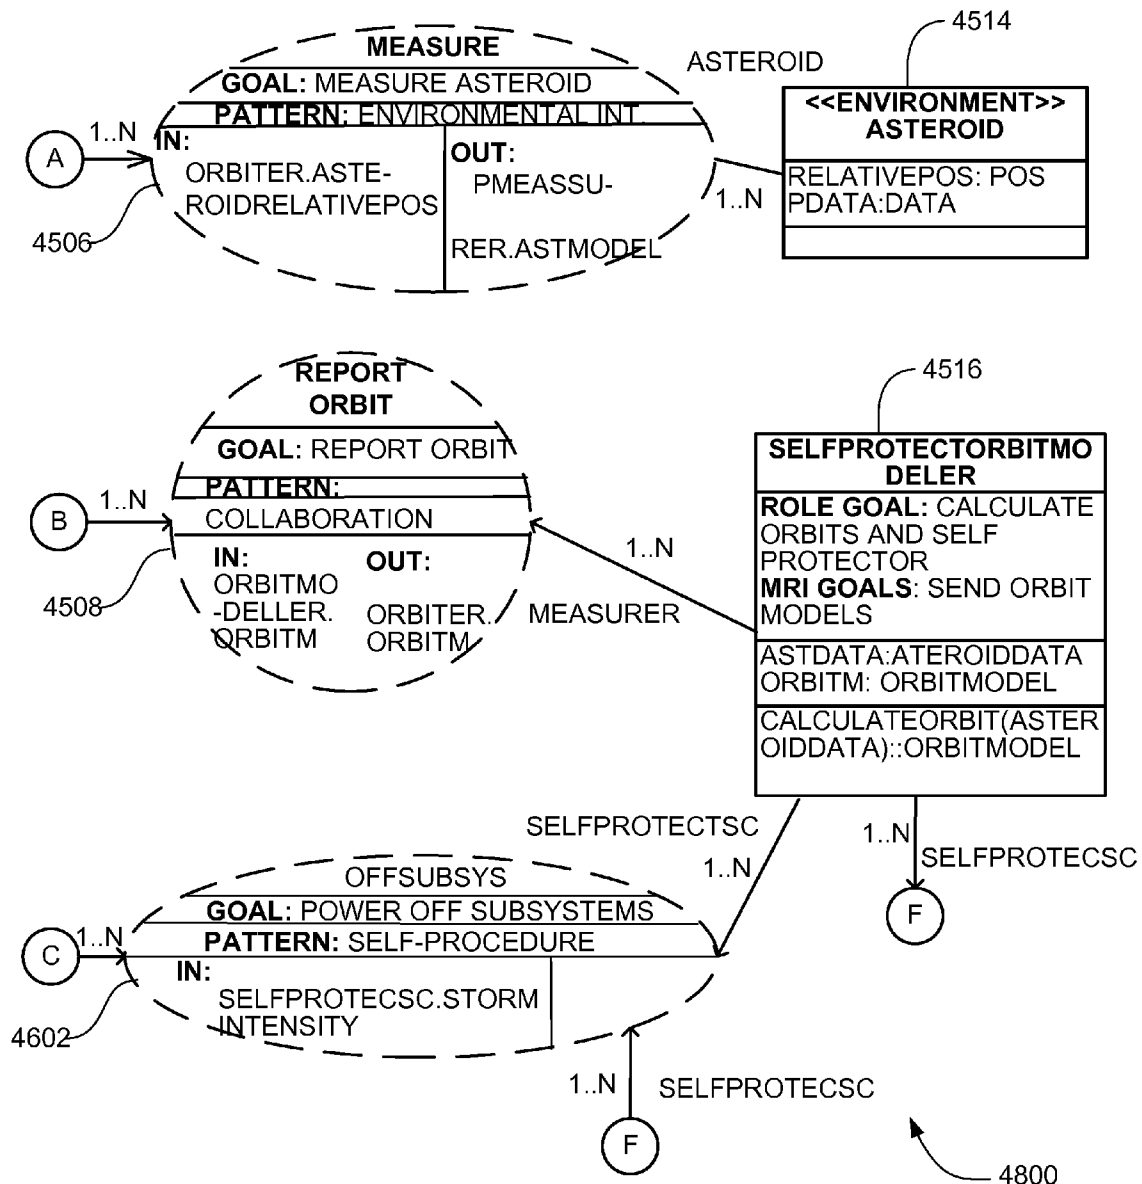 4514
MEASURE
ASTEROID
GOAL: MEASURE ASTEROID
<<ENVIRONMENT>>
ASTEROID
PATTERN: ENVIRONMENTAL INT.
1..N
A
IN:
ORBITER.ASTE-
ROIDRELATIVEPOS
OUT:
PMEASSU-
RER.ASTMODEL
1..N
RELATIVEPOS: POS
PDATA:DATA
4506
4516
REPORT
ORBIT
GOAL: REPORT ORBIT
PATTERN:
COLLABORATION
1..N
B
IN:
ORBITMO
-DELLER.
ORBITM
OUT:
ORBITER.
ORBITM
4508
1..N
MEASURER
SELFPROTECTORBITMO
DELER
ROLE GOAL: CALCULATE
ORBITS AND SELF
PROTECTOR
MRI GOALS: SEND ORBIT
MODELS
ASTDATA:ATEROIDDATA
ORBITM: ORBITMODEL
CALCULATEORBIT(ASTER
OIDDATA)::ORBITMODEL
SELFPROTECTSC
1..N
1..N
SELFPROTECSC
F
OFFSUBSYS
GOAL: POWER OFF SUBSYSTEMS
PATTERN: SELF-PROCEDURE
1..N
C
IN:
SELFPROTECSC.STORM
INTENSITY
4602
1..N
SELFPROTECSC
F
4800